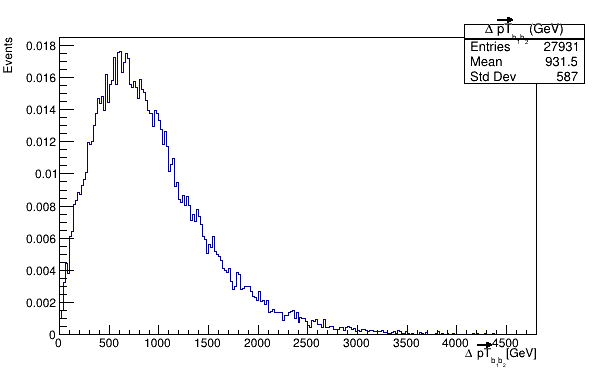 Δ pT b₁b₂ (GeV)
Entries 27931
Mean 931.5
Std Dev 587
Events
0.018
0.016
0.014
0.012
0.01
0.008
0.006
0.004
0.002
0
0 500 1000 1500 2000 2500 3000 3500 4000 4500
Δ pT b₁b₂ [GeV]